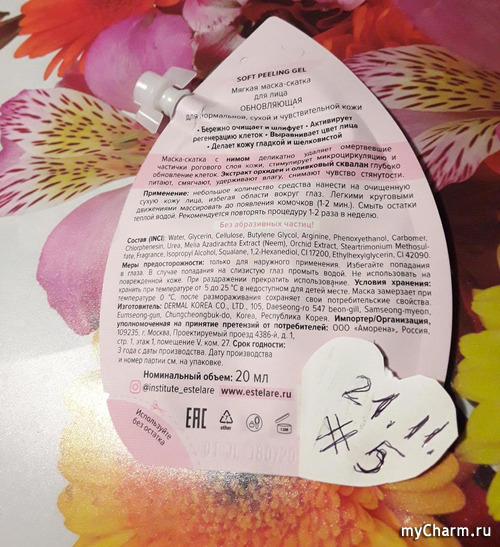 SOFT PEELING GEL
Мягкая маска-скатка
для лица
ОБНОВЛЯЮЩАЯ
для нормальной, сухой и чувствительной кожи
• Бережно очищает и шлифует • Активирует
регенерацию клеток • Выравнивает цвет лица
• Делает кожу гладкой и шелковистой
Маска-скатка с нимом деликатно удаляет омертвевшие
частички рогового слоя кожи, стимулирует микроциркуляцию и
обновление клеток. Экстракт орхидеи и оливковый сквалан глубоко
питают, смягчают, удерживают влагу, снимают чувство стянутости.
Применение: небольшое количество средства нанести на очищенную
сухую кожу лица, избегая области вокруг глаз. Легкими круговыми
движениями массировать до появления комочков (1-2 мин.). Смыть остатки
теплой водой. Рекомендуется повторять процедуру 1-2 раза в неделю.
Без абразивных частиц!
Состав (INCI): Water, Glycerin, Cellulose, Butylene Glycol, Arginine, Phenoxyethanol, Carbomer,
Chlorphenesin, Urea, Melia Azadirachta Extract (Neem), Orchid Extract, Steartrimonium Methosul-
fate, Fragrance, Isopropyl Alcohol, Squalane, 1,2-Hexanediol, CI 17200, Ethylhexylglycerin, CI 42090.
Меры предосторожности: только для наружного применения. Избегайте попадания
в глаза. В случае попадания на слизистую глаз промыть водой. Не использовать на
поврежденной коже. При раздражении прекратить использование. Условия хранения:
хранить при температуре от 5 до 25 °C в недоступном для детей месте. Маска замерзает при
температуре 0 °C, после размораживания сохраняет свои потребительские свойства.
Изготовитель: DERMAL KOREA CO., LTD., 105, Daeseong-ro 547 beon-gil, Samseong-myeon,
Eumseong-gun, Chungcheongbuk-do, Korea, Республика Корея. Импортер/Организация,
уполномоченная на принятие претензий от потребителей: ООО «Аморена», Россия,
109235, г. Москва, Проектируемый проезд 4386-й, д. 1,
стр. 1, этаж 1, помещение V, ком. 27. Срок годности:
3 года с даты производства. Дату производства
и номер партии см. на упаковке.
Номинальный объем: 20 мл
@institute_estelare www.estelare.ru
Используйте
без остатка
EAC
other
21.11.
#5
myCharm.ru